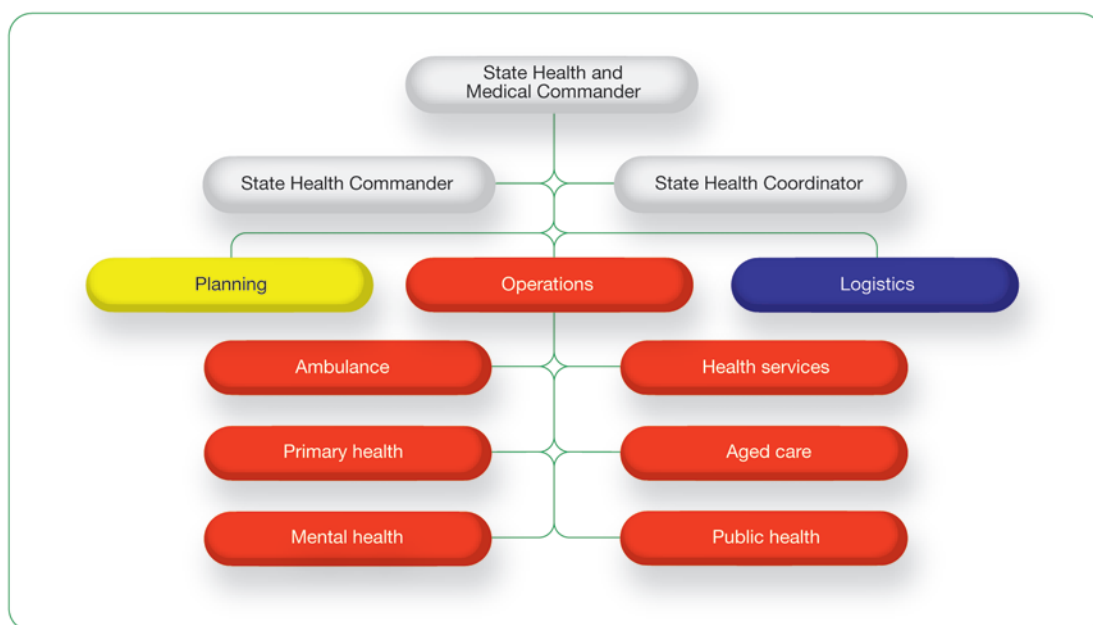 State Health and
Medical Commander
State Health Commander
State Health Coordinator
Planning
Operations
Logistics
Ambulance
Health services
Primary health
Aged care
Mental health
Public health